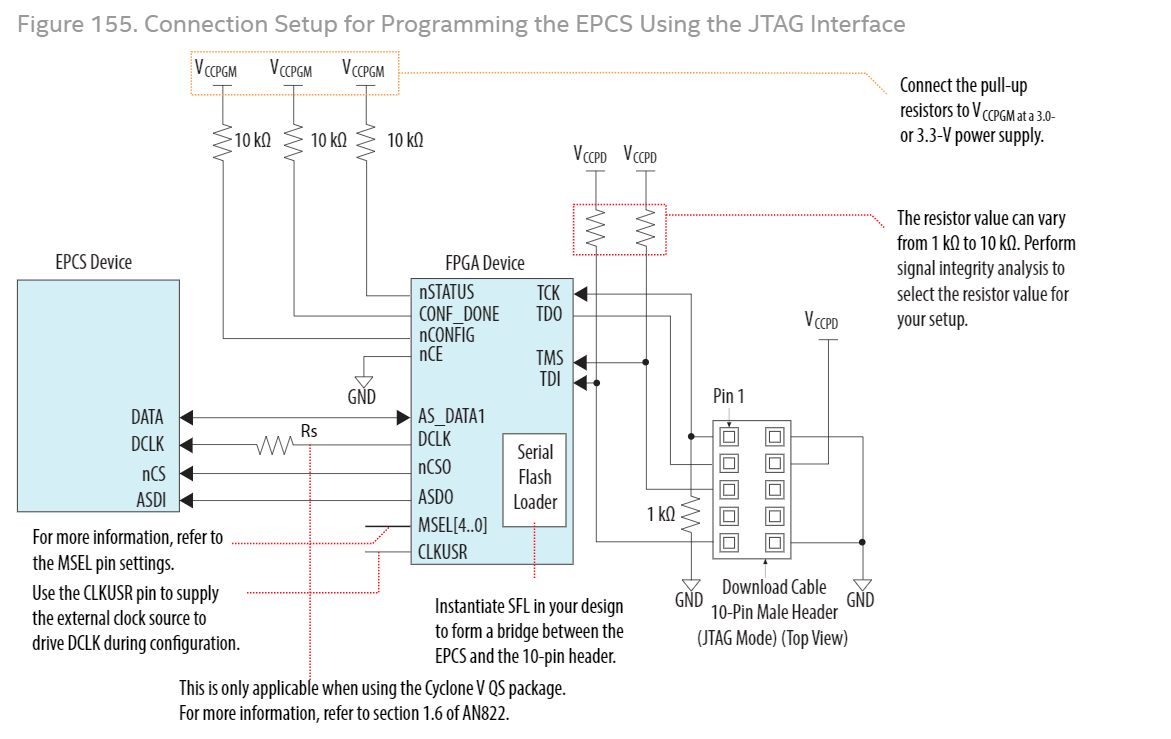 Figure 155. Connection Setup for Programming the EPCS Using the JTAG Interface
VCCPGM VCCPGM VCCPGM
10 kΩ 10 kΩ 10 kΩ
Connect the pull-up
resistors to VCCPGM at a 3.0-
or 3.3-V power supply.
VCCPD VCCPD
The resistor value can vary
from 1 kΩ to 10 kΩ. Perform
signal integrity analysis to
select the resistor value for
your setup.
EPCS Device
FPGA Device
nSTATUS
CONF_DONE
nCONFIG
nCE
GND
TCK
TDO
TMS
TDI
VCCPD
Pin 1
DATA
DCLK
nCS
ASDI
Rs
AS_DATA1
DCLK
nCSO
ASDO
MSEL[4..0]
CLKUSR
Serial
Flash
Loader
1 kΩ
GND
GND
Download Cable
10-Pin Male Header
(JTAG Mode) (Top View)
For more information, refer to
the MSEL pin settings.
Use the CLKUSR pin to supply
the external clock source to
drive DCLK during configuration.
Instantiate SFL in your design
to form a bridge between the
EPCS and the 10-pin header.
This is only applicable when using the Cyclone V QS package.
For more information, refer to section 1.6 of AN822.